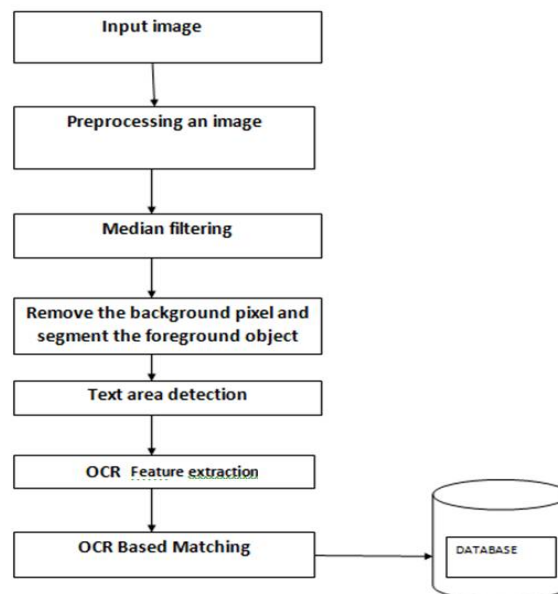 Input image
Preprocessing an image
Median filtering
Remove the background pixel and
segment the foreground object
Text area detection
OCR Feature extraction
OCR Based Matching
DATABASE